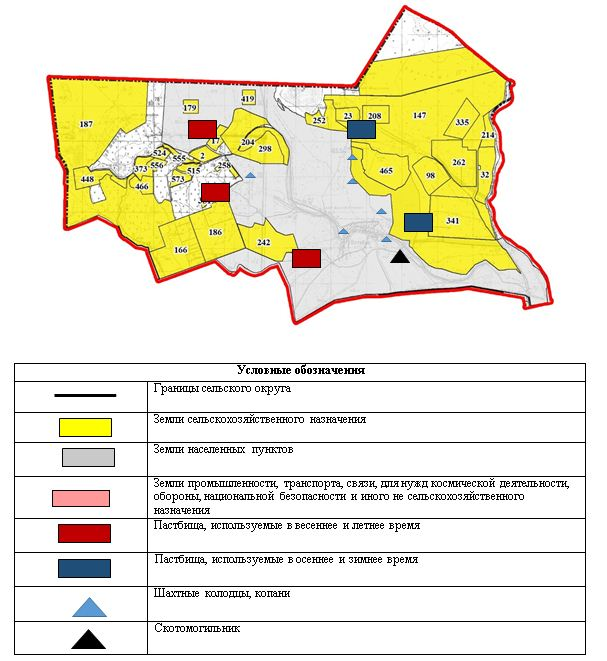 187
179
419
252
23
208
147
335
214
17
204
298
524
555
2
373
556
515
258
448
466
573
465
98
262
32
186
166
242
341
Условные обозначения
Границы сельского округа
Земли сельскохозяйственного назначения
Земли населенных пунктов
Земли промышленности, транспорта, связи, для нужд космической деятельности,
обороны, национальной безопасности и иного не сельскохозяйственного
назначения
Пастбища, используемые в весеннее и летнее время
Пастбища, используемые в осеннее и зимнее время
Шахтные колодцы, копани
Скотомогильник